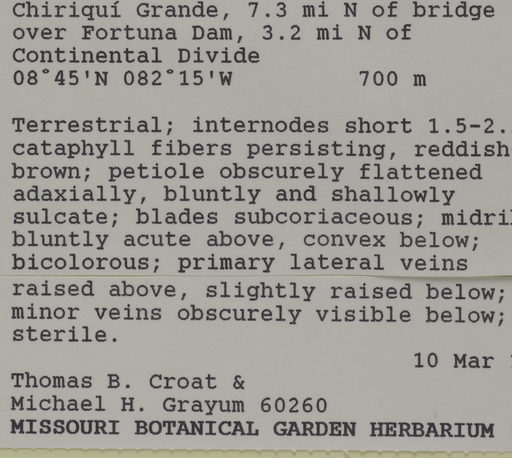 Chiriquí Grande, 7.3 mi N of bridge
over Fortuna Dam, 3.2 mi N of
Continental Divide
08°45'N 082°15'W 700 m
Terrestrial; internodes short 1.5-2.
cataphyll fibers persisting, reddish
brown; petiole obscurely flattened
adaxially, bluntly and shallowly
sulcate; blades subcoriaceous; midri
bluntly acute above, convex below;
bicolorous; primary lateral veins
raised above, slightly raised below;
minor veins obscurely visible below;
sterile.
10 Mar
Thomas B. Croat &
Michael H. Grayum 60260
MISSOURI BOTANICAL GARDEN HERBARIUM